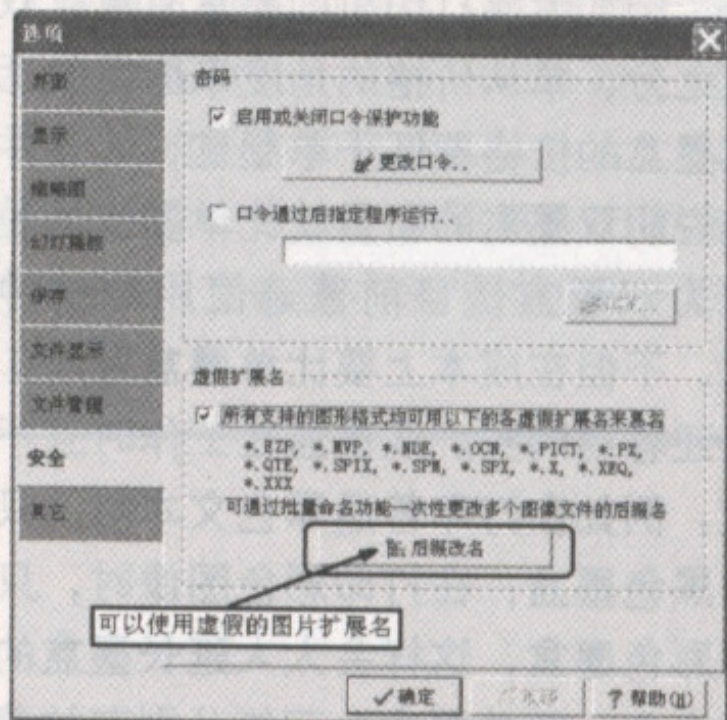 选项
界面
显示
缩略图
幻灯播放
保存
文件显示
文件管理
安全
其它
密码
启用或关闭口令保护功能
更改口令..
口令通过后指定程序运行..
虚假扩展名
所有支持的图形格式均可用以下的各虚假扩展名来惠名
*.BZP, *.MVP, *.NDE, *.OCN, *.PICT, *.PX,
*.QTE, *.SPIX, *.SPM, *.SPX, *.X, *.XEQ,
*.XXX
可通过批量命名功能一次性更改多个图像文件的后缀名
后缀改名
可以使用虚假的图片扩展名
✓确定
取消
? 帮助(H)